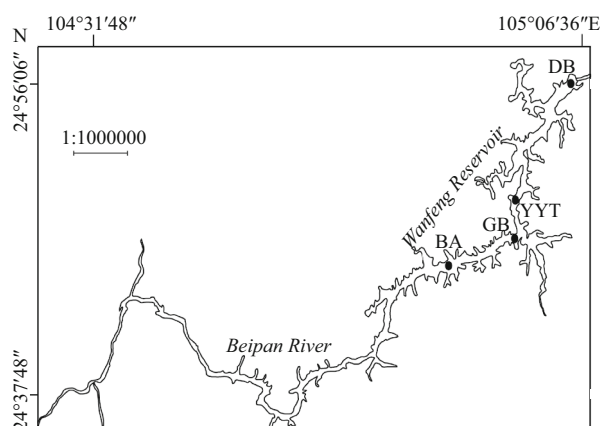 104°31′48″
105°06′36″E
N
24°56′06″
DB
1:1000000
Wanfeng Reservoir
YYT
GB
BA
Beipan River
24°37′48″